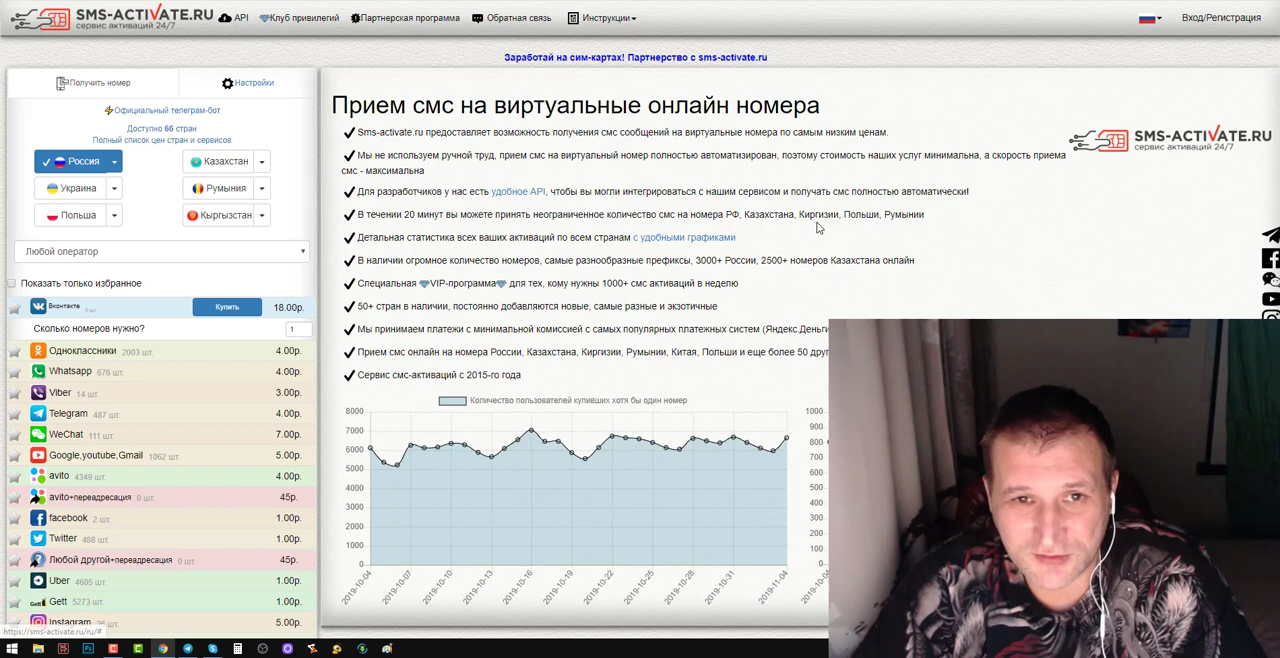 SMS-ACTIVATE.RU
сервис активаций 24/7
API
Клуб привилегий
Партнерская программа
Обратная связь
Инструкции
Вход/Регистрация
Заработай на сим-картах! Партнерство с sms-activate.ru
Получить номер
Настройки
Официальный телеграм-бот
Доступно 66 стран
Полный список цен стран и сервисов
Россия
Казахстан
Украина
Румыния
Польша
Кыргызстан
Любой оператор
Показать только избранное
Вконтакте 0 шт. Купить 18.00р.
Сколько номеров нужно? 1
Одноклассники 2003 шт. 4.00р.
Whatsapp 676 шт. 4.00р.
Viber 14 шт. 3.00р.
Telegram 487 шт. 4.00р.
WeChat 111 шт. 7.00р.
Google,youtube,Gmail 1062 шт. 5.00р.
avito 4349 шт. 4.00р.
avito+переадресация 0 шт. 45р.
facebook 2 шт. 1.00р.
Twitter 488 шт. 1.00р.
Любой другой+переадресация 0 шт. 45р.
Uber 4605 шт. 1.00р.
Gett 5273 шт. 1.00р.
Instagram 5.00р.
https://sms-activate.ru/ru/#
Прием смс на виртуальные онлайн номера
Sms-activate.ru предоставляет возможность получения смс сообщений на виртуальные номера по самым низким ценам.
SMS-ACTIVATE.RU
сервис активаций 24/7
Мы не используем ручной труд, прием смс на виртуальный номер полностью автоматизирован, поэтому стоимость наших услуг минимальна, а скорость приема
смс - максимальна
Для разработчиков у нас есть удобное API, чтобы вы могли интегрироваться с нашим сервисом и получать смс полностью автоматически!
В течении 20 минут вы можете принять неограниченное количество смс на номера РФ, Казахстана, Киргизии, Польши, Румынии
Детальная статистика всех ваших активаций по всем странам с удобными графиками
В наличии огромное количество номеров, самые разнообразные префиксы, 3000+ России, 2500+ номеров Казахстана онлайн
Специальная VIP-программа для тех, кому нужны 1000+ смс активаций в неделю
50+ стран в наличии, постоянно добавляются новые, самые разные и экзотичные
Мы принимаем платежи с минимальной комиссией с самых популярных платежных систем (Яндекс.Деньги
Прием смс онлайн на номера России, Казахстана, Киргизии, Румынии, Китая, Польши и еще более 50 друг
Сервис смс-активаций с 2015-го года
Количество пользователей купивших хотя бы один номер
8000
7000
6000
5000
4000
3000
2000
1000
0
2019-10-04
2019-10-07
2019-10-10
2019-10-13
2019-10-16
2019-10-19
2019-10-22
2019-10-25
2019-10-28
2019-10-31
2019-11-04
1000
900
800
700
600
500
400
300
200
100
0
2019-10-0